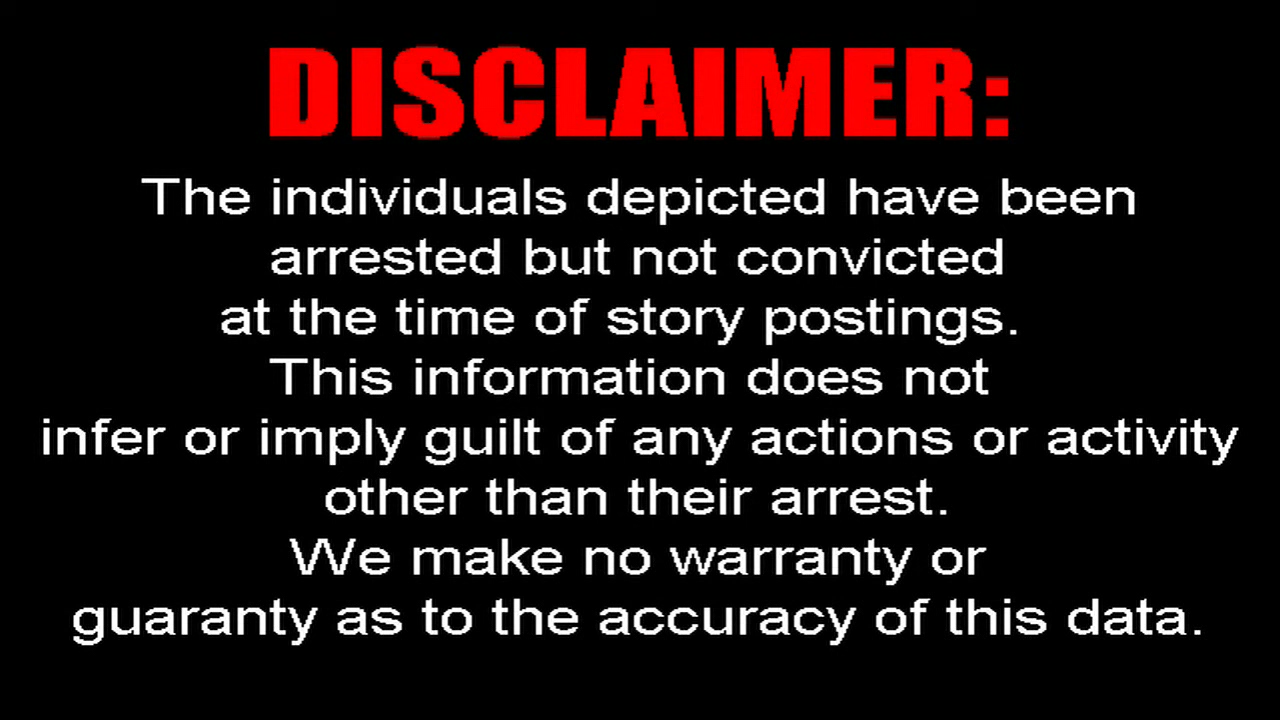 DISCLAIMER:
The individuals depicted have been
arrested but not convicted
at the time of story postings.
This information does not
infer or imply guilt of any actions or activity
other than their arrest.
We make no warranty or
guaranty as to the accuracy of this data.